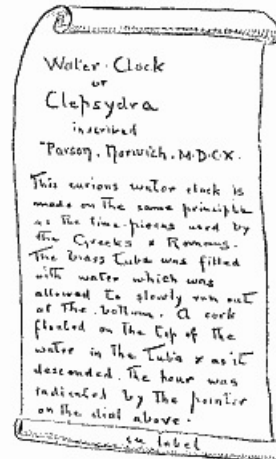 Water-Clock
or
Clepsydra
inscribed
"Parson, Norwich, M.D.C.X.
This curious water clock is
made on the same principle
as the time-pieces used by
the Greeks & Romans.
The Brass Tube was filled
with water which was
allowed to slowly run out
at the bottom. A cork
floated on the top of the
water in the Tube & as it
descended, the hour was
indicated by the pointer
on the dial above.
label